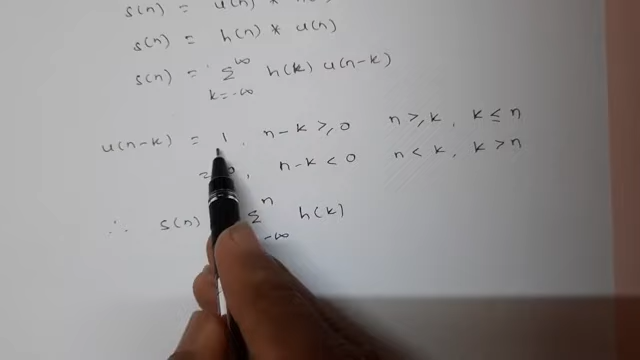 s(n) = u(n) *
s(n) = h(n) * u(n)
s(n) = Σ h(k) u(n-k)
∞
k=-∞
u(n-k) = 1, n-k ≥ 0 n ≥ k, k ≤ n
= 0, n-k < 0 n < k, k > n
∴ s(n) Σ h(k)
n
-∞